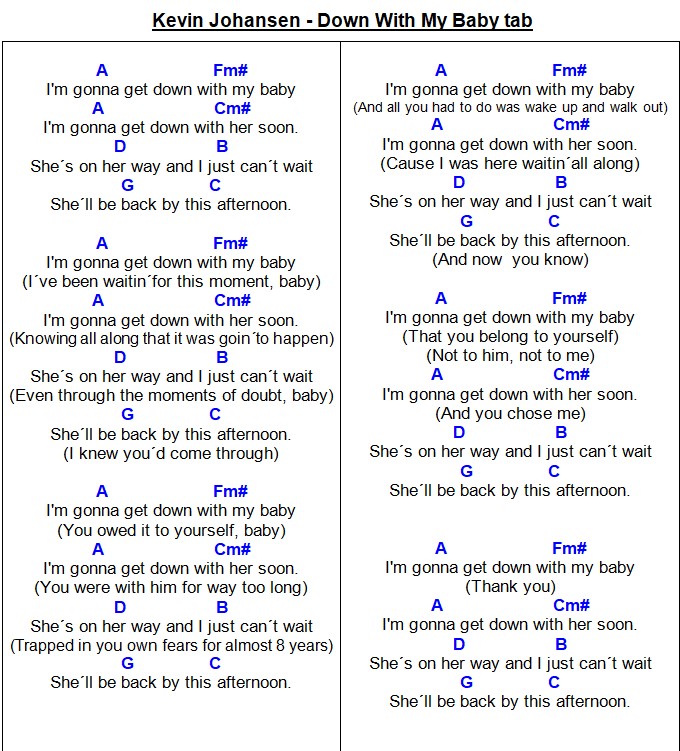 Kevin Johansen - Down With My Baby tab
A Fm#
I'm gonna get down with my baby
A Cm#
I'm gonna get down with her soon.
D B
She´s on her way and I just can´t wait
G C
She´ll be back by this afternoon.
A Fm#
I'm gonna get down with my baby
(I´ve been waitin´for this moment, baby)
A Cm#
I'm gonna get down with her soon.
(Knowing all along that it was goin´to happen)
D B
She´s on her way and I just can´t wait
(Even through the moments of doubt, baby)
G C
She´ll be back by this afternoon.
(I knew you´d come through)
A Fm#
I'm gonna get down with my baby
(You owed it to yourself, baby)
A Cm#
I'm gonna get down with her soon.
(You were with him for way too long)
D B
She´s on her way and I just can´t wait
(Trapped in you own fears for almost 8 years)
G C
She´ll be back by this afternoon.
A Fm#
I'm gonna get down with my baby
(And all you had to do was wake up and walk out)
A Cm#
I'm gonna get down with her soon.
(Cause I was here waitin´all along)
D B
She´s on her way and I just can´t wait
G C
She´ll be back by this afternoon.
(And now you know)
A Fm#
I'm gonna get down with my baby
(That you belong to yourself)
(Not to him, not to me)
A Cm#
I'm gonna get down with her soon.
(And you chose me)
D B
She´s on her way and I just can´t wait
G C
She´ll be back by this afternoon.
A Fm#
I'm gonna get down with my baby
(Thank you)
A Cm#
I'm gonna get down with her soon.
D B
She´s on her way and I just can´t wait
G C
She´ll be back by this afternoon.